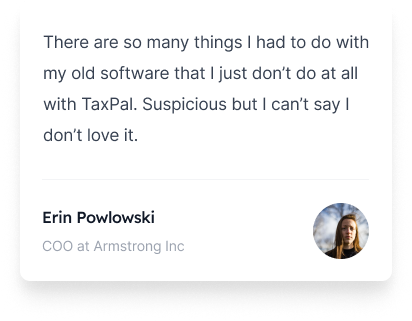 There are so many things I had to do with
my old software that I just don’t do at all
with TaxPal. Suspicious but I can’t say I
don’t love it.
Erin Powlowski
COO at Armstrong Inc